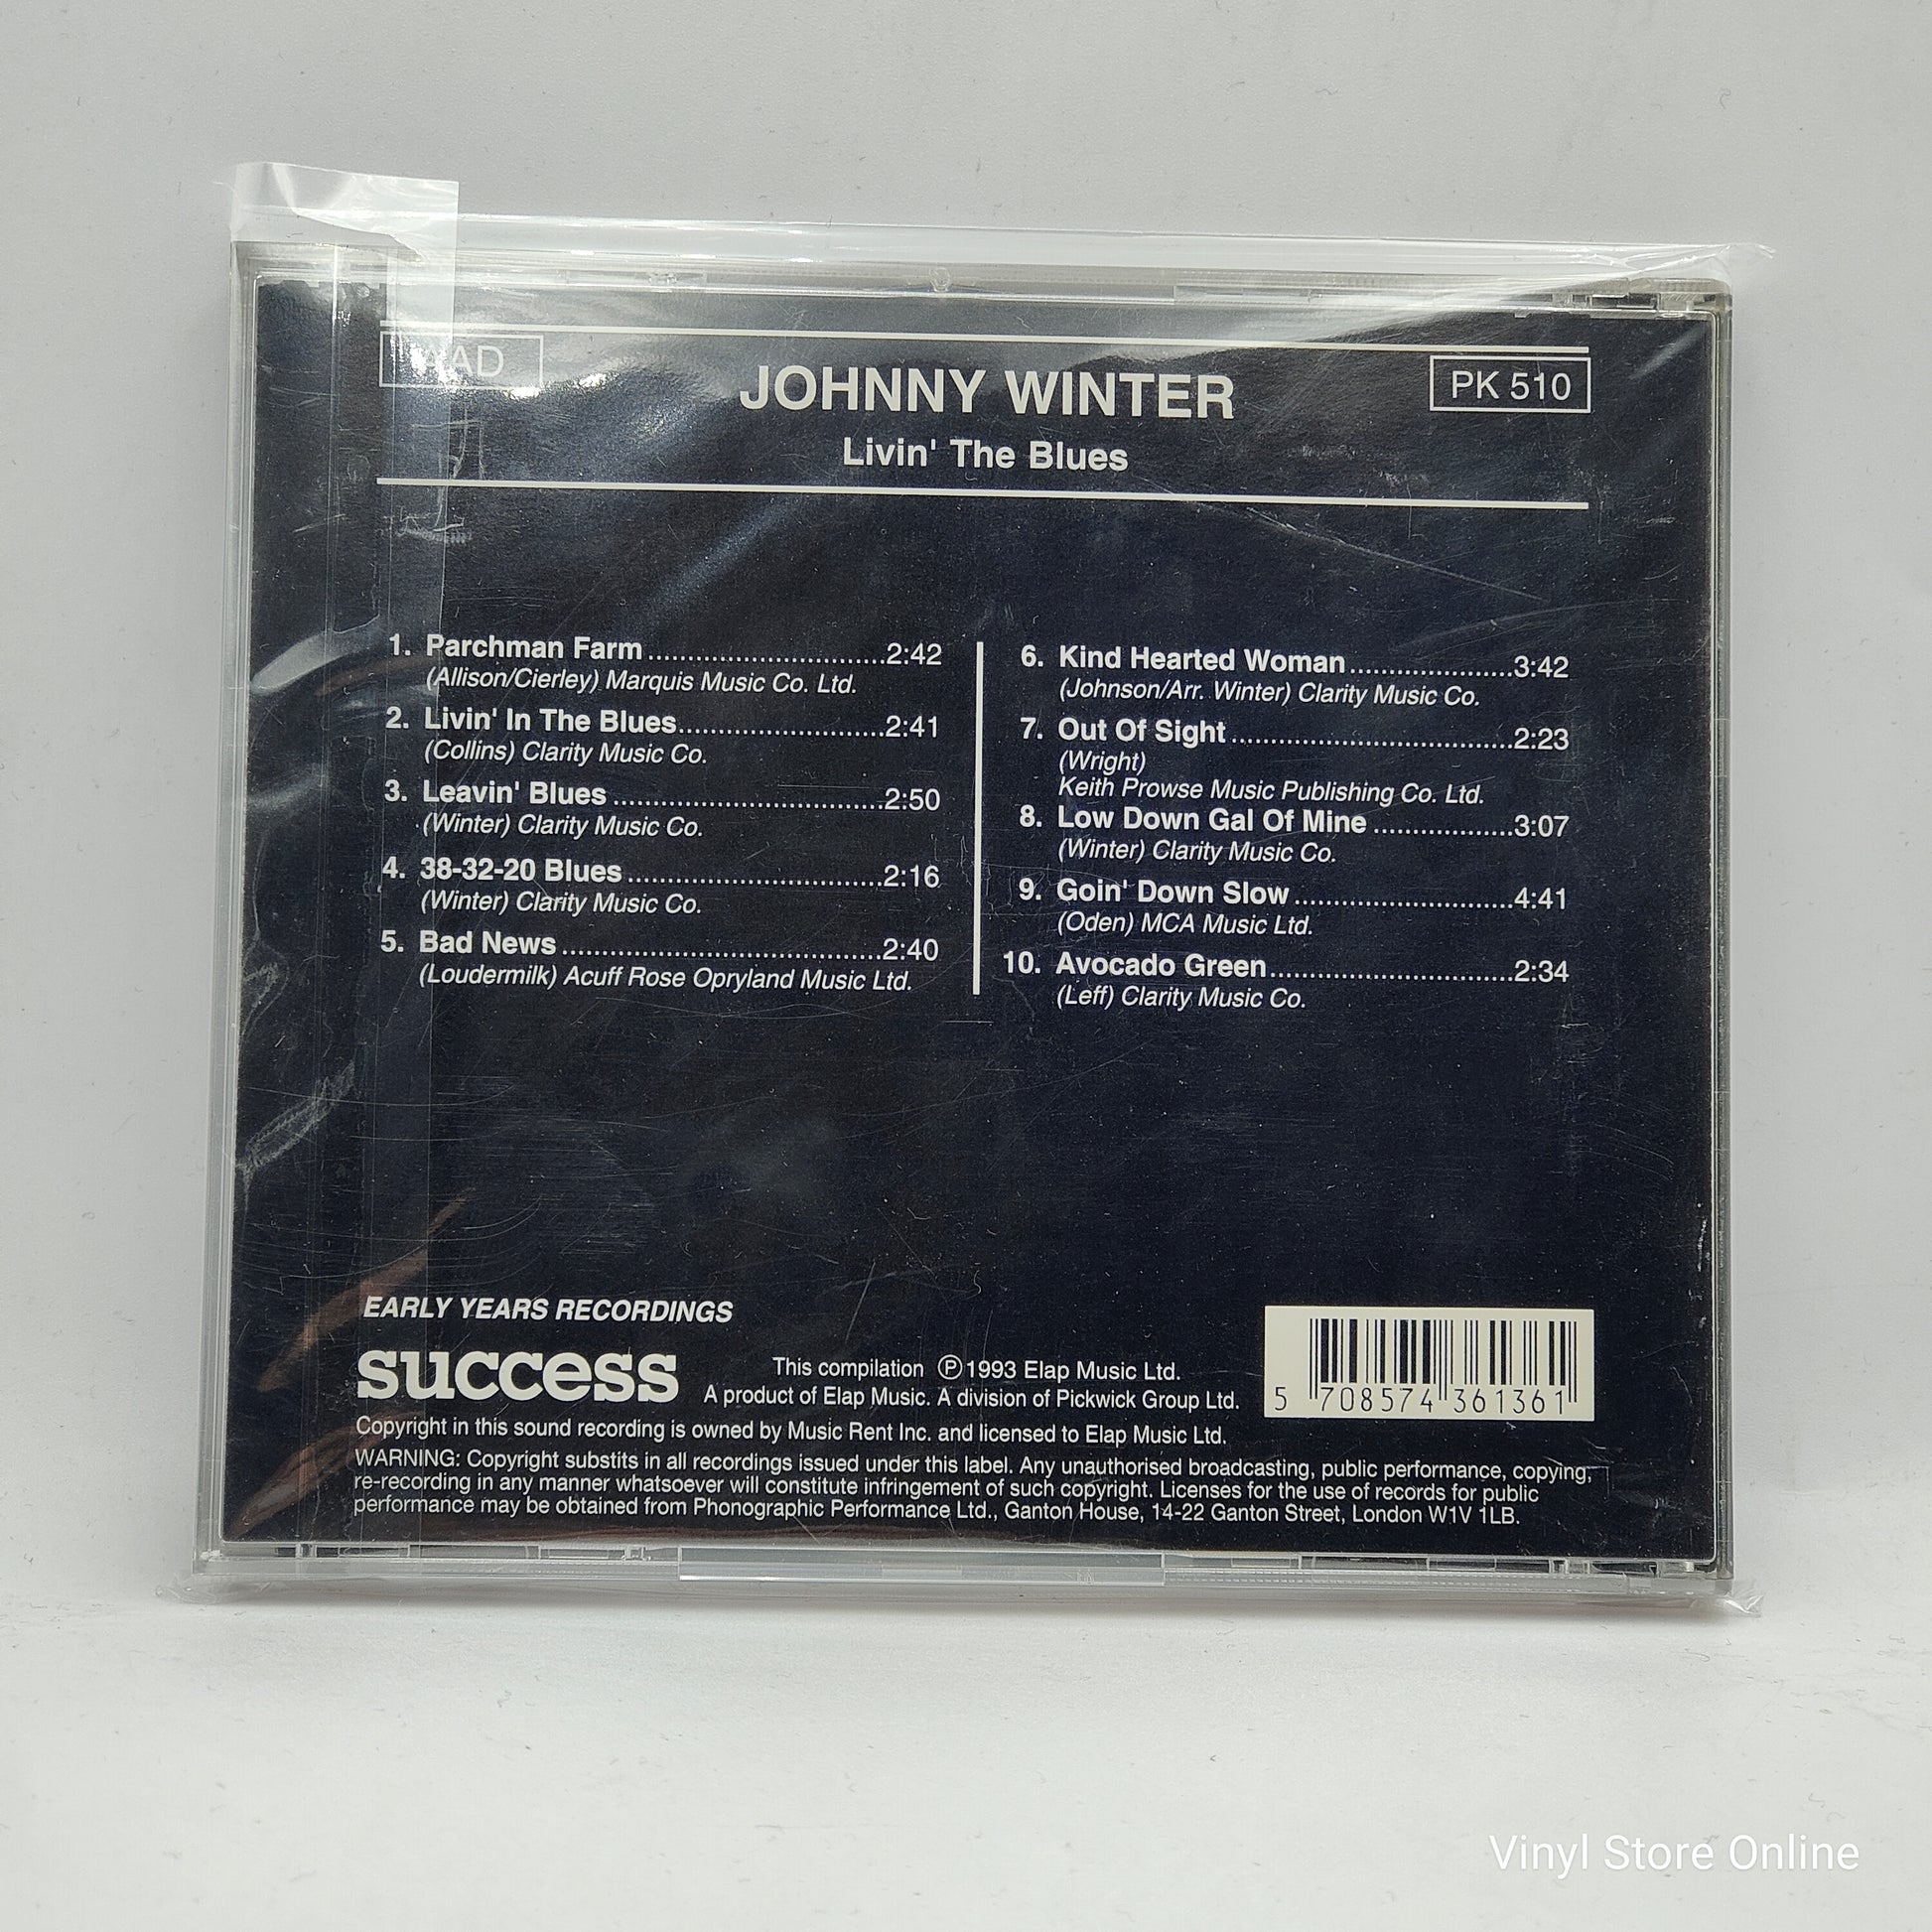 JOHNNY WINTER
PK 510
Livin' The Blues
1. Parchman Farm ................................2:42
(Allison/Cierley) Marquis Music Co. Ltd.
2. Livin' In The Blues............................2:41
(Collins) Clarity Music Co.
3. Leavin' Blues .....................................2:50
(Winter) Clarity Music Co.
4. 38-32-20 Blues ...................................2:16
(Winter) Clarity Music Co.
5. Bad News ............................................2:40
(Loudermilk) Acuff Rose Opryland Music Ltd.
6. Kind Hearted Woman ......................3:42
(Johnson/Arr. Winter) Clarity Music Co.
7. Out Of Sight .......................................2:23
(Wright)
Keith Prowse Music Publishing Co. Ltd.
8. Low Down Gal Of Mine ...................3:07
(Winter) Clarity Music Co.
9. Goin' Down Slow ..............................4:41
(Oden) MCA Music Ltd.
10. Avocado Green .................................2:34
(Leff) Clarity Music Co.
EARLY YEARS RECORDINGS
success
This compilation Ⓟ1993 Elap Music Ltd.
A product of Elap Music. A division of Pickwick Group Ltd.
5 708574 361361
Copyright in this sound recording is owned by Music Rent Inc. and licensed to Elap Music Ltd.
WARNING: Copyright substits in all recordings issued under this label. Any unauthorised broadcasting, public performance, copying,
re-recording in any manner whatsoever will constitute infringement of such copyright. Licenses for the use of records for public
performance may be obtained from Phonographic Performance Ltd., Ganton House, 14-22 Ganton Street, London W1V 1LB.
Vinyl Store Online